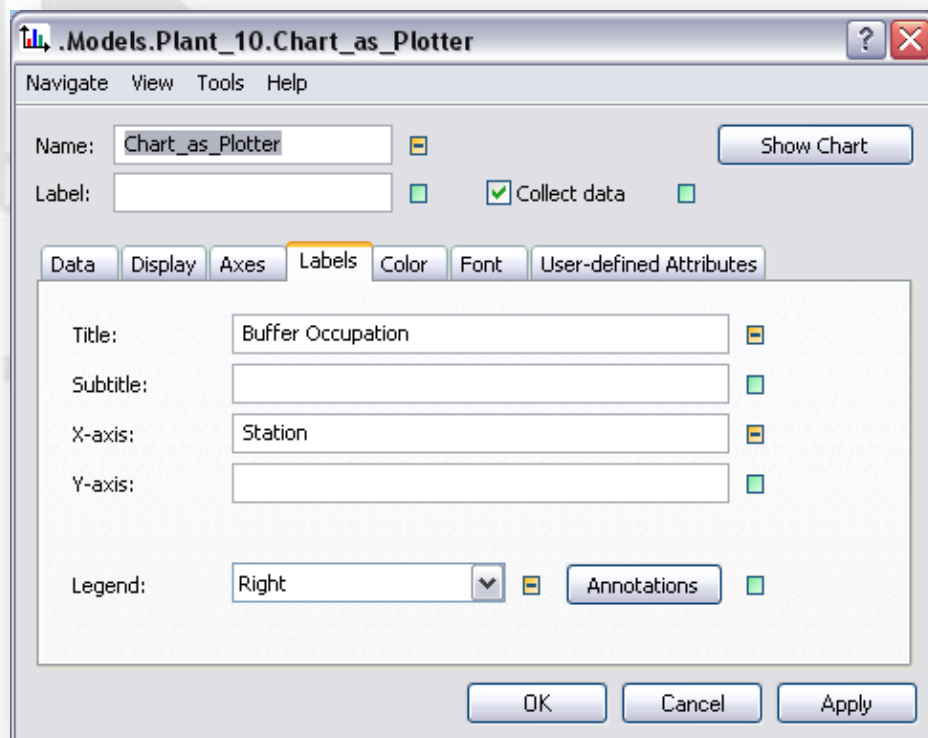 .Models.Plant_10.Chart_as_Plotter
Navigate View Tools Help
Name: Chart_as_Plotter Show Chart
Label: Collect data
Data Display Axes Labels Color Font User-defined Attributes
Title: Buffer Occupation
Subtitle:
X-axis: Station
Y-axis:
Legend: Right Annotations
OK Cancel Apply